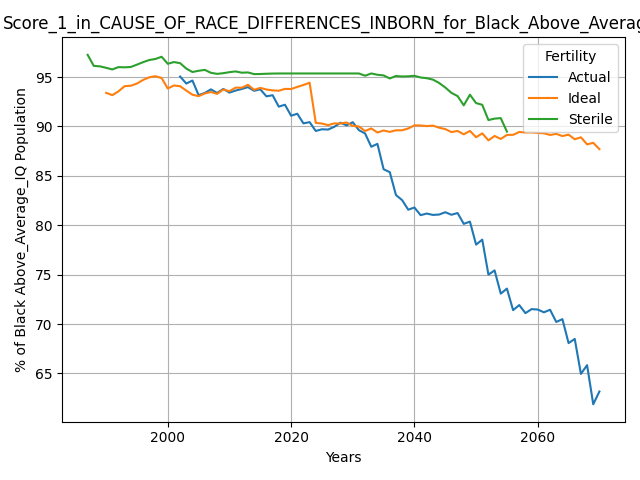 Score_1_in_CAUSE_OF_RACE_DIFFERENCES_INBORN_for_Black_Above_Averag
Fertility
Actual
Ideal
Sterile
% of Black Above_Average_IQ Population
95
90
85
80
75
70
65
2000
2020
2040
2060
Years